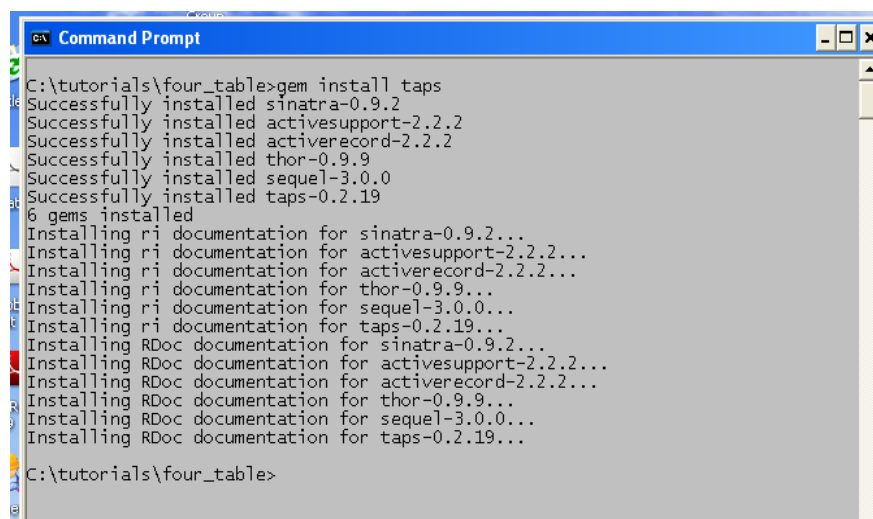 Group
Command Prompt
C:\tutorials\four_table>gem install taps
Successfully installed sinatra-0.9.2
Successfully installed activesupport-2.2.2
Successfully installed activerecord-2.2.2
Successfully installed thor-0.9.9
Successfully installed sequel-3.0.0
Successfully installed taps-0.2.19
6 gems installed
Installing ri documentation for sinatra-0.9.2...
Installing ri documentation for activesupport-2.2.2...
Installing ri documentation for activerecord-2.2.2...
Installing ri documentation for thor-0.9.9...
Installing ri documentation for sequel-3.0.0...
Installing ri documentation for taps-0.2.19...
Installing RDoc documentation for sinatra-0.9.2...
Installing RDoc documentation for activesupport-2.2.2...
Installing RDoc documentation for activerecord-2.2.2...
Installing RDoc documentation for thor-0.9.9...
Installing RDoc documentation for sequel-3.0.0...
Installing RDoc documentation for taps-0.2.19...
C:\tutorials\four_table>